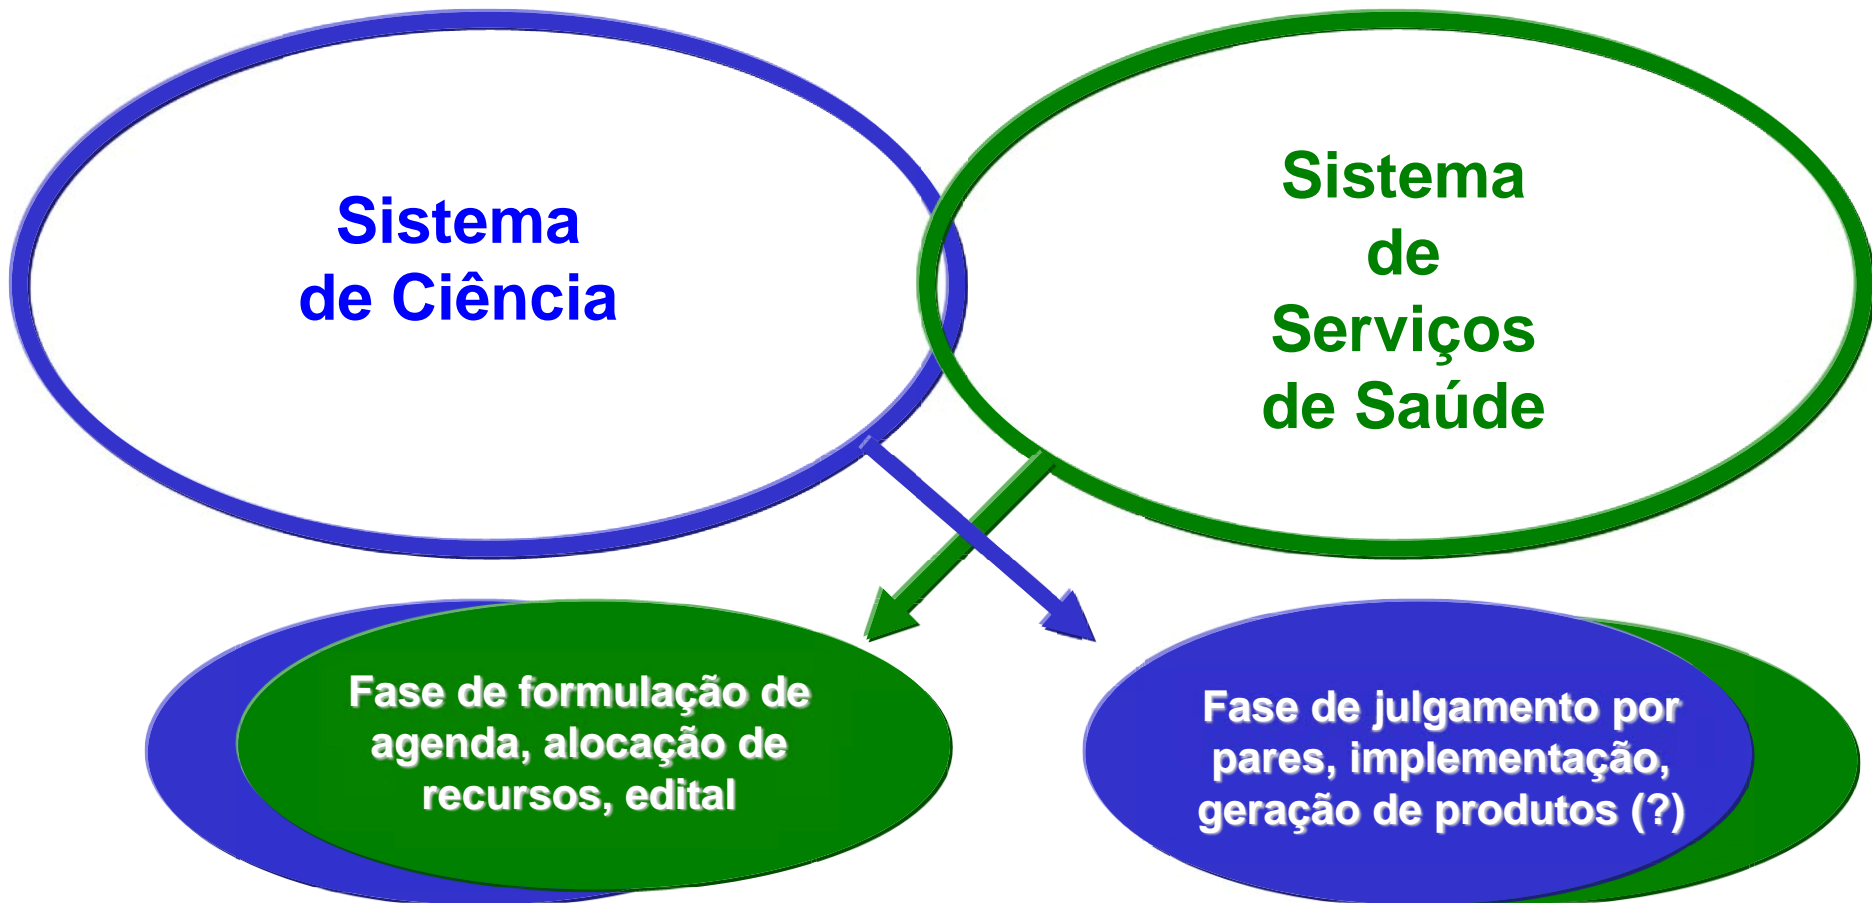 Sistema
de Ciência
Sistema
de
Serviços
de Saúde
Fase de formulação de
agenda, alocação de
recursos, edital
Fase de julgamento por
pares, implementação,
geração de produtos (?)